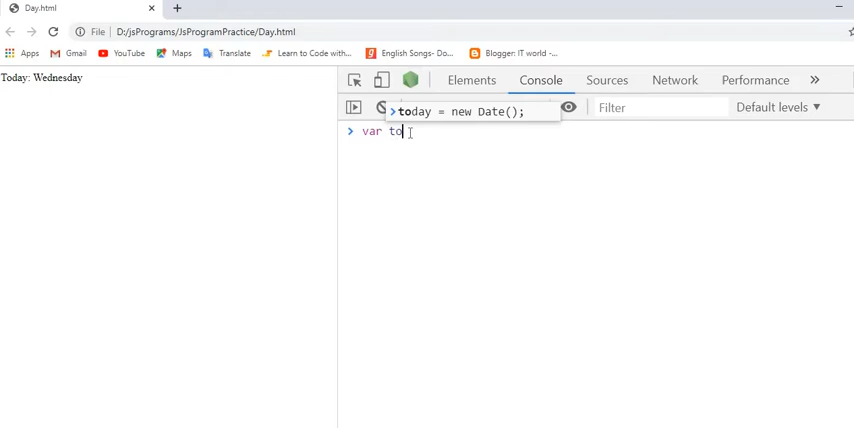 Day.html
File D:/jsPrograms/JsProgramPractice/Day.html
Apps Gmail YouTube Maps Translate Learn to Code with... English Songs- Do... Blogger: IT world -...
Today: Wednesday
Elements Console Sources Network Performance
Filter Default levels ▼
today = new Date();
var to